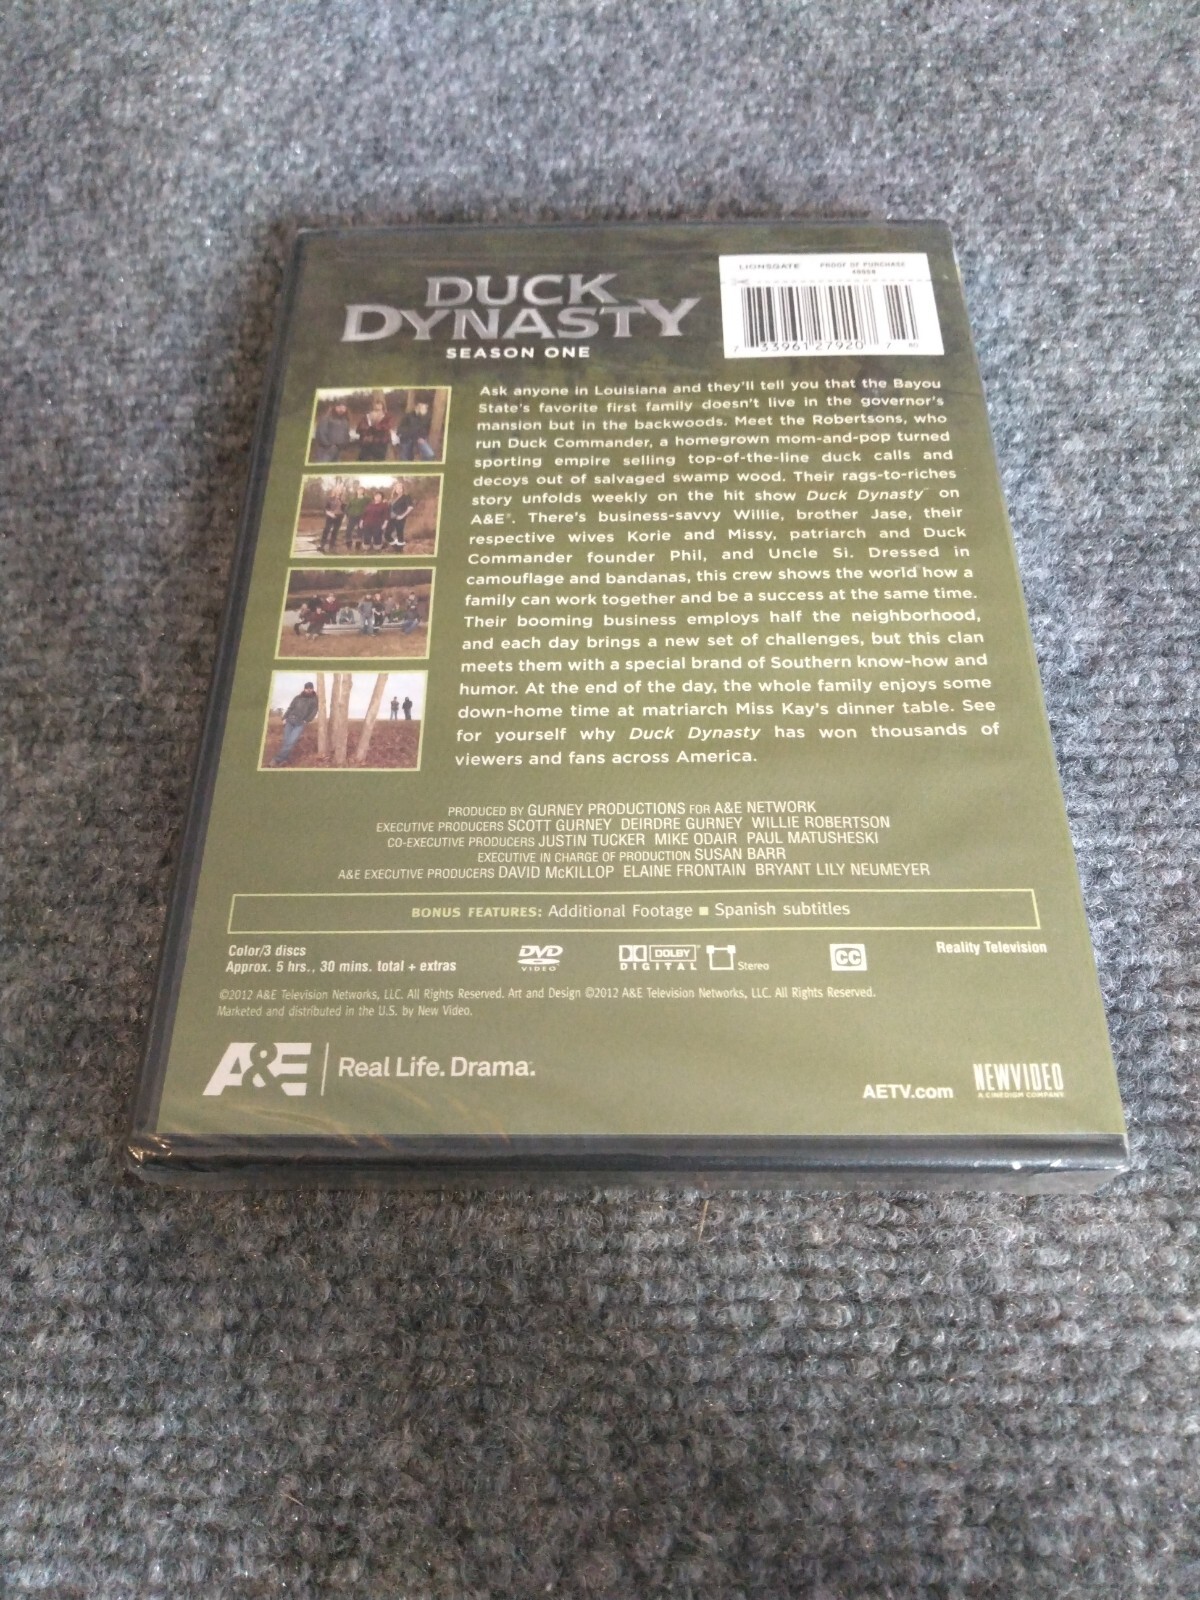 DUCK
DYNASTY
SEASON ONE
LIONSGATE PROOF OF PURCHASE
7 33961 27920 7
Ask anyone in Louisiana and they'll tell you that the Bayou
State's favorite first family doesn't live in the governor's
mansion but in the backwoods. Meet the Robertsons, who
run Duck Commander, a homegrown mom-and-pop turned
sporting empire selling top-of-the-line duck calls and
decoys out of salvaged swamp wood. Their rags-to-riches
story unfolds weekly on the hit show Duck Dynasty™ on
A&E®. There's business-savvy Willie, brother Jase, their
respective wives Korie and Missy, patriarch and Duck
Commander founder Phil, and Uncle Si. Dressed in
camouflage and bandanas, this crew shows the world how a
family can work together and be a success at the same time.
Their booming business employs half the neighborhood,
and each day brings a new set of challenges, but this clan
meets them with a special brand of Southern know-how and
humor. At the end of the day, the whole family enjoys some
down-home time at matriarch Miss Kay's dinner table. See
for yourself why Duck Dynasty has won thousands of
viewers and fans across America.
PRODUCED BY GURNEY PRODUCTIONS FOR A&E NETWORK
EXECUTIVE PRODUCERS SCOTT GURNEY DEIRDRE GURNEY WILLIE ROBERTSON
CO-EXECUTIVE PRODUCERS JUSTIN TUCKER MIKE ODAIR PAUL MATUSHESKI
EXECUTIVE IN CHARGE OF PRODUCTION SUSAN BARR
A&E EXECUTIVE PRODUCERS DAVID McKILLOP ELAINE FRONTAIN BRYANT LILY NEUMEYER
BONUS FEATURES: Additional Footage ■ Spanish subtitles
Color/3 discs
Approx. 5 hrs., 30 mins. total + extras
DVD
VIDEO
DOLBY
DIGITAL
Stereo
CC
Reality Television
©2012 A&E Television Networks, LLC. All Rights Reserved. Art and Design ©2012 A&E Television Networks, LLC. All Rights Reserved.
Marketed and distributed in the U.S. by New Video.
A&E Real Life. Drama.
AETV.com
NEWVIDEO
A CINEDIGM COMPANY